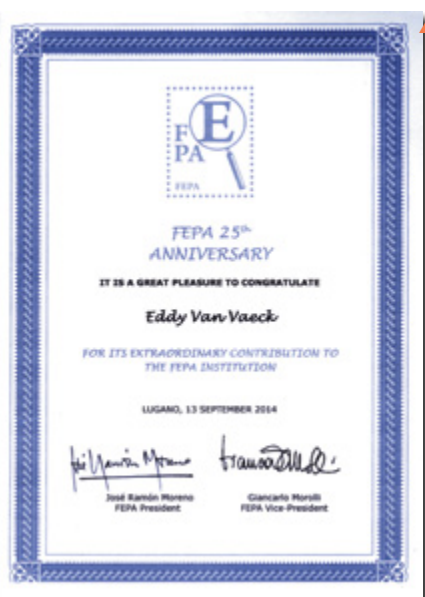 E
F
PA
FEPA
FEPA 25th
ANNIVERSARY
IT IS A GREAT PLEASURE TO CONGRATULATE
Eddy Van Vaeck
FOR ITS EXTRAORDINARY CONTRIBUTION TO
THE FEPA INSTITUTION
LUGANO, 13 SEPTEMBER 2014
José Ramón Moreno
FEPA President
Giancarlo Morolli
FEPA Vice-President